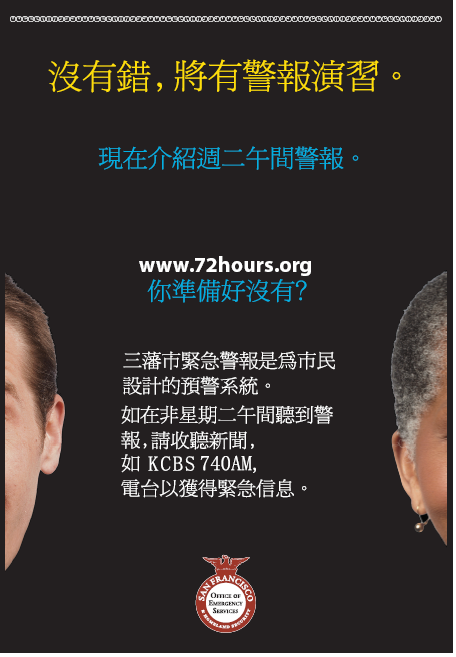 沒有錯,將有警報演習。
現在介紹週二午間警報。
www.72hours.org
你準備好沒有?
三藩市緊急警報是爲市民
設計的預警系統。
如在非星期二午間聽到警
報,請收聽新聞,
如 KCBS 740AM,
電台以獲得緊急信息。
SAN FRANCISCO
OFFICE OF
EMERGENCY
SERVICES
& HOMELAND SECURITY